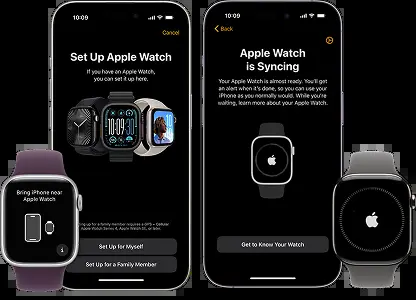 10:09
Cancel
Set Up Apple Watch
If you have an Apple Watch,
you can set it up here.
10:09
Bring iPhone near
Apple Watch
i
up for a family member requires a GPS + Cellular
Apple Watch Series 4, Apple Watch SE, or later.
Set Up for Myself
Set Up for a Family Member
10:09
Back
Apple Watch
is Syncing
Your Apple Watch is almost ready. You'll get
an alert when it's done, so you can use your
iPhone as you normally would. While you're
waiting, learn more about your Apple Watch.
Get to Know Your Watch